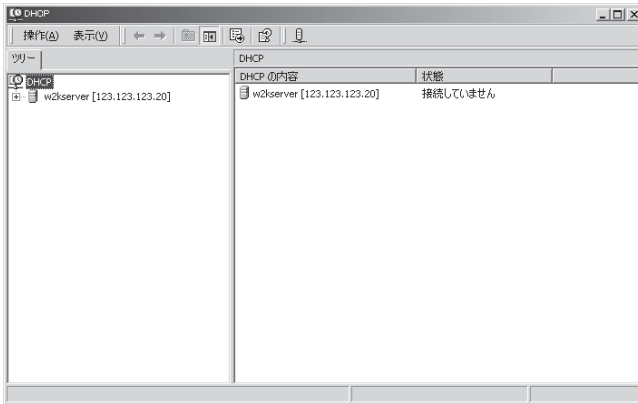 DHCP
操作(A) 表示(V)
ツリー
DHCP
w2kserver [123.123.123.20]
DHCP
DHCP の内容 状態
w2kserver [123.123.123.20] 接続していません